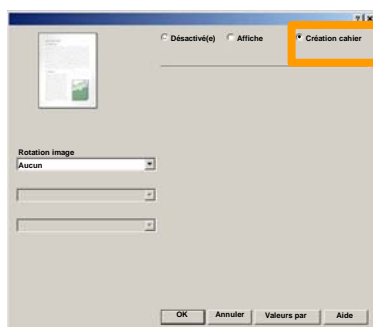 Désactivé(e) Affiche Création cahier
Rotation image
Aucun
OK Annuler Valeurs par Aide